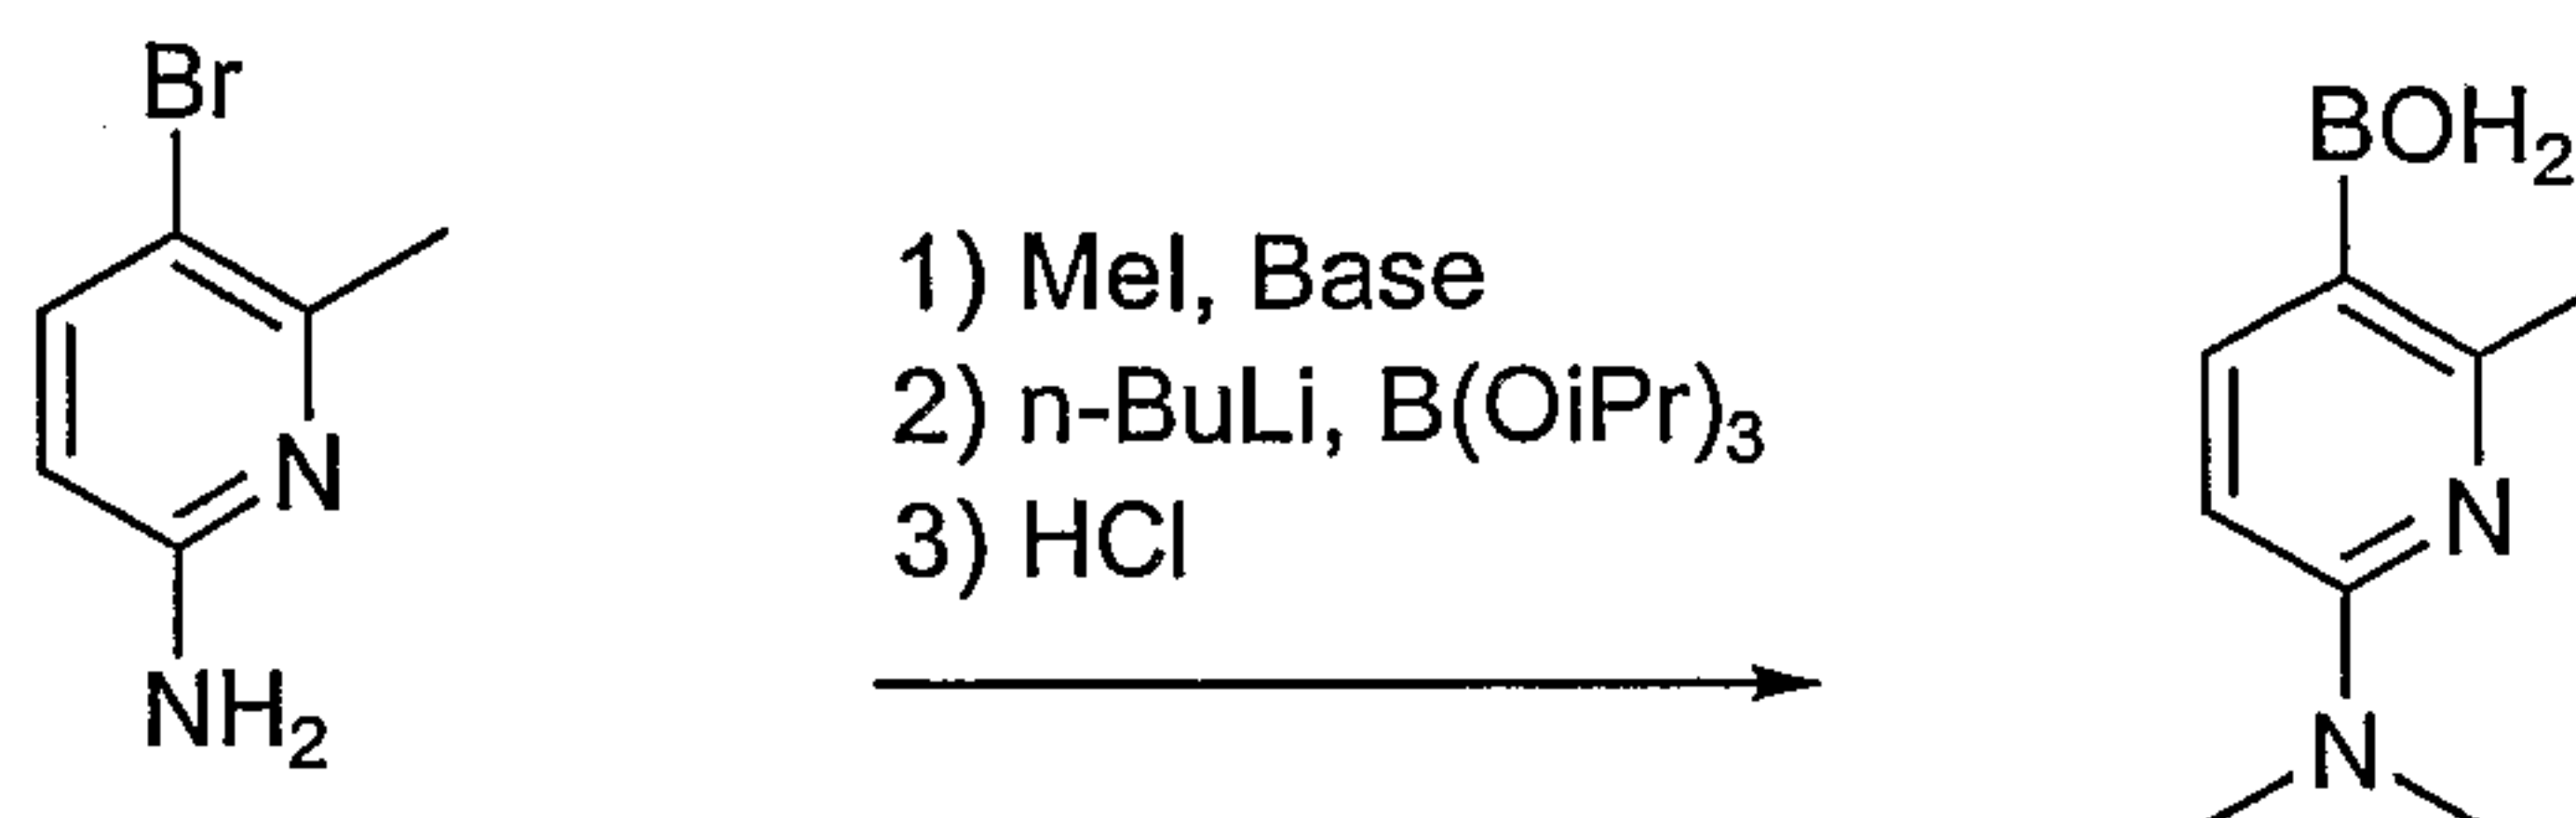 Br
N
NH₂
1) MeI, Base
2) n-BuLi, B(OiPr)₃
3) HCl
BOH₂
N
N